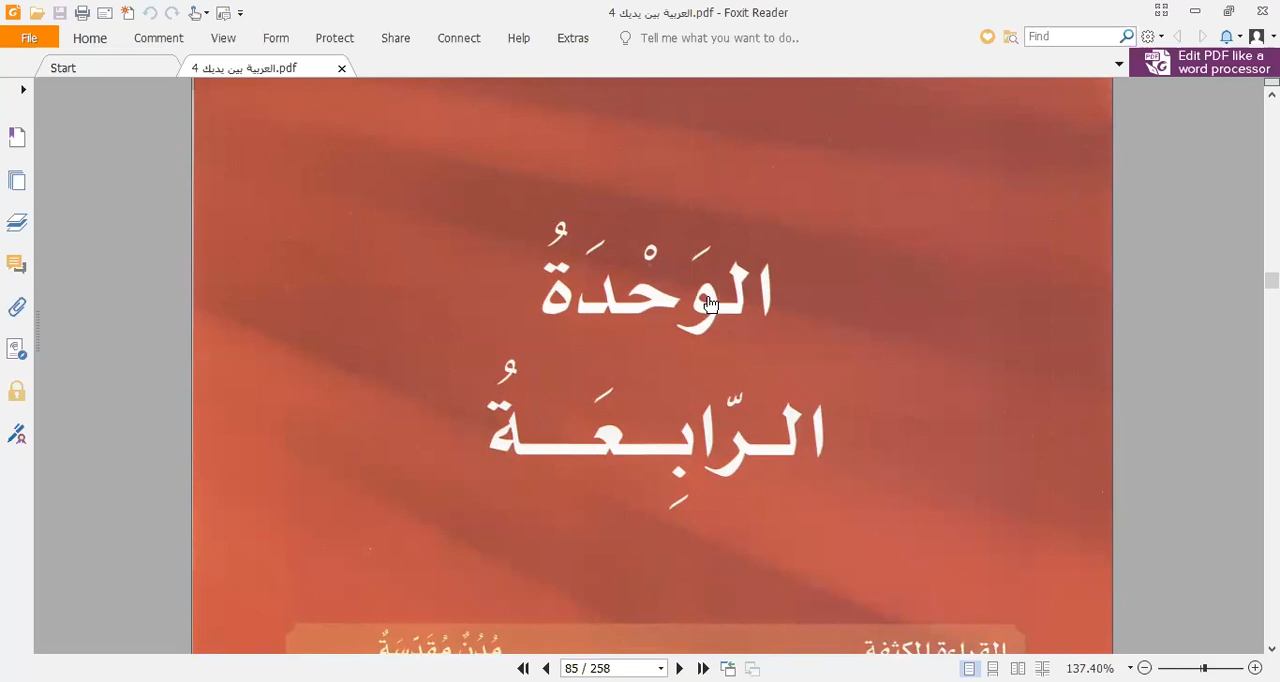 العربية بين يديك 4.pdf - Foxit Reader
File Home Comment View Form Protect Share Connect Help Extras Tell me what you want to do.. Find
Start العربية بين يديك 4.pdf
Edit PDF like a
word processor
الوَحْدَةُ
الرّابِعَةُ
القراءة المكثفة مُدُنٌ مُقَدَّسَةٌ
85 / 258 137.40%